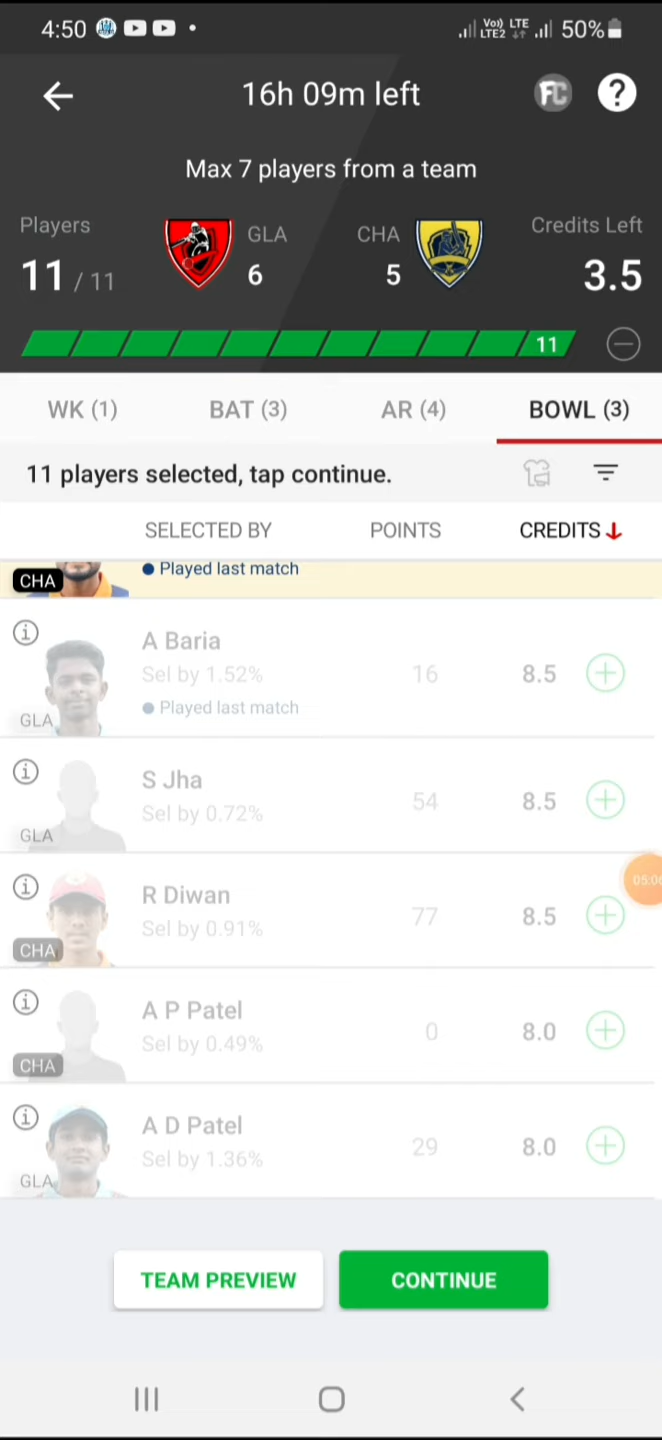 4:50
Vo) LTE
LTE2
50%
16h 09m left
FC
?
Max 7 players from a team
Players
GLA
CHA
Credits Left
11 / 11
6
5
3.5
11
WK (1)
BAT (3)
AR (4)
BOWL (3)
11 players selected, tap continue.
SELECTED BY
POINTS
CREDITS
CHA
Played last match
A Baria
Sel by 1.52%
16
8.5
Played last match
GLA
S Jha
Sel by 0.72%
54
8.5
GLA
R Diwan
Sel by 0.91%
77
8.5
CHA
A P Patel
Sel by 0.49%
0
8.0
CHA
A D Patel
Sel by 1.36%
29
8.0
GLA
TEAM PREVIEW
CONTINUE